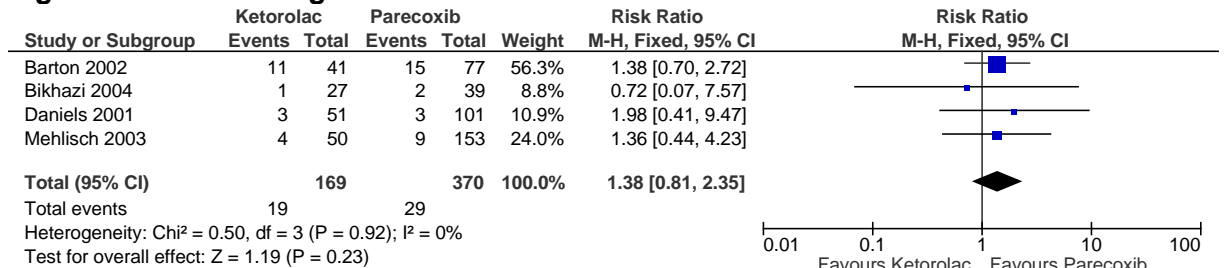 Ketorolac Parecoxib Risk Ratio Risk Ratio
Study or Subgroup Events Total Events Total Weight M-H, Fixed, 95% CI M-H, Fixed, 95% CI
Barton 2002 11 41 15 77 56.3% 1.38 [0.70, 2.72]
Bikhazi 2004 1 27 2 39 8.8% 0.72 [0.07, 7.57]
Daniels 2001 3 51 3 101 10.9% 1.98 [0.41, 9.47]
Mehlisch 2003 4 50 9 153 24.0% 1.36 [0.44, 4.23]
Total (95% CI) 169 370 100.0% 1.38 [0.81, 2.35]
Total events 19 29
Heterogeneity: Chi² = 0.50, df = 3 (P = 0.92); I² = 0%
Test for overall effect: Z = 1.19 (P = 0.23)
0.01 0.1 1 10 100
Favours Ketorolac Favours Parecoxib